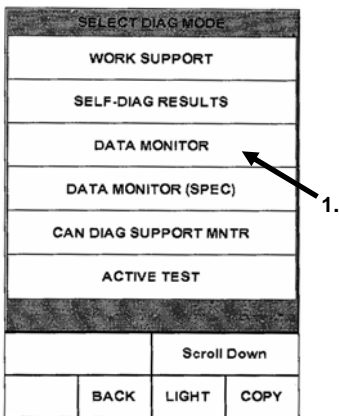 SELECT DIAG MODE
WORK SUPPORT
SELF-DIAG RESULTS
DATA MONITOR
DATA MONITOR (SPEC)
1.
CAN DIAG SUPPORT MNTR
ACTIVE TEST
Scroll Down
BACK LIGHT COPY